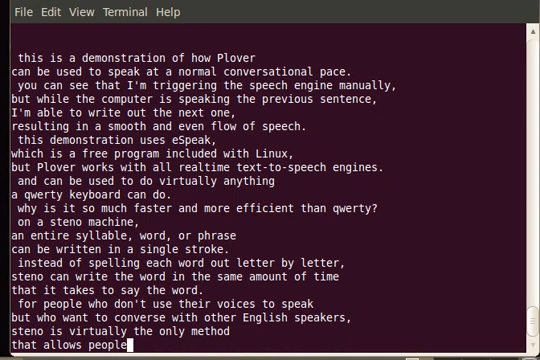 File Edit View Terminal Help
this is a demonstration of how Plover
can be used to speak at a normal conversational pace.
you can see that I'm triggering the speech engine manually,
but while the computer is speaking the previous sentence,
I'm able to write out the next one,
resulting in a smooth and even flow of speech.
this demonstration uses eSpeak,
which is a free program included with Linux,
but Plover works with all realtime text-to-speech engines.
and can be used to do virtually anything
a qwerty keyboard can do.
why is it so much faster and more efficient than qwerty?
on a steno machine,
an entire syllable, word, or phrase
can be written in a single stroke.
instead of spelling each word out letter by letter,
steno can write the word in the same amount of time
that it takes to say the word.
for people who don't use their voices to speak
but who want to converse with other English speakers,
steno is virtually the only method
that allows people